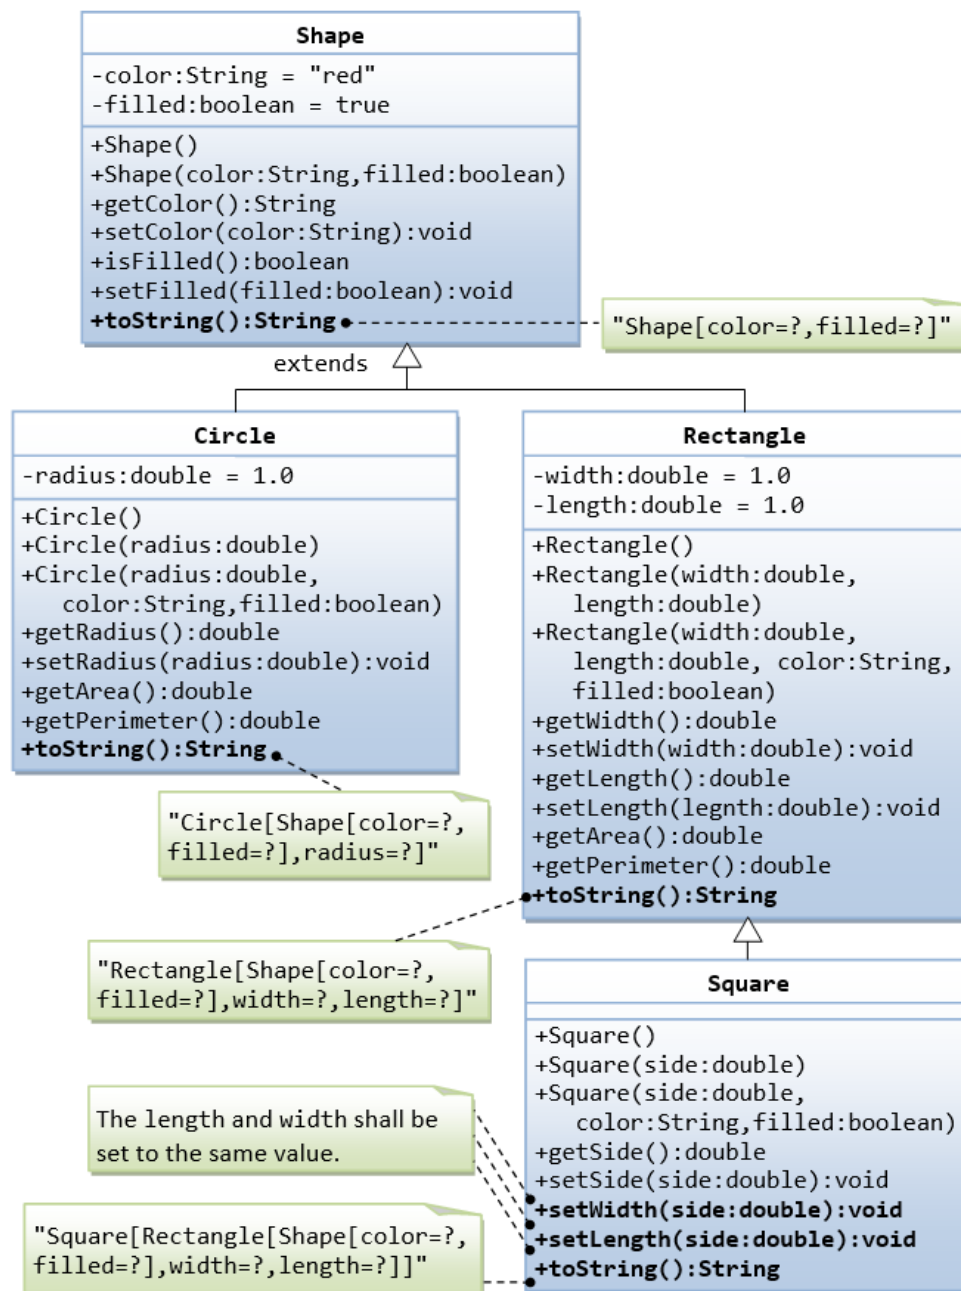 Shape
-color:String = "red"
-filled:boolean = true
+Shape()
+Shape(color:String,filled:boolean)
+getColor():String
+setColor(color:String):void
+isFilled():boolean
+setFilled(filled:boolean):void
+toString():String
"Shape[color=?,filled=?]"
extends
Circle
-radius:double = 1.0
+Circle()
+Circle(radius:double)
+Circle(radius:double,
color:String,filled:boolean)
+getRadius():double
+setRadius(radius:double):void
+getArea():double
+getPerimeter():double
+toString():String
"Circle[Shape[color=?,
filled=?],radius=?]"
Rectangle
-width:double = 1.0
-length:double = 1.0
+Rectangle()
+Rectangle(width:double,
length:double)
+Rectangle(width:double,
length:double, color:String,
filled:boolean)
+getWidth():double
+setWidth(width:double):void
+getLength():double
+setLength(legnth:double):void
+getArea():double
+getPerimeter():double
+toString():String
"Rectangle[Shape[color=?,
filled=?],width=?,length=?]"
Square
+Square()
+Square(side:double)
+Square(side:double,
color:String,filled:boolean)
+getSide():double
+setSide(side:double):void
+setWidth(side:double):void
+setLength(side:double):void
+toString():String
The length and width shall be
set to the same value.
"Square[Rectangle[Shape[color=?,
filled=?],width=?,length=?]]"